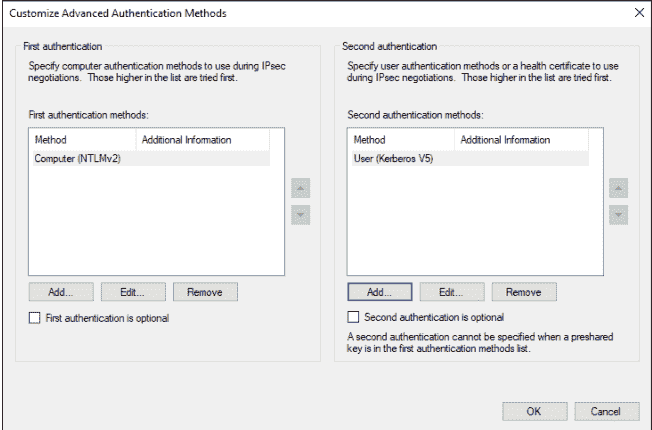 Customize Advanced Authentication Methods
First authentication
Specify computer authentication methods to use during IPsec
negotiations. Those higher in the list are tried first.
First authentication methods:
Method Additional Information
Computer (NTLMv2)
Add... Edit... Remove
First authentication is optional
Second authentication
Specify user authentication methods or a health certificate to use
during IPsec negotiations. Those higher in the list are tried first.
Second authentication methods:
Method Additional Information
User (Kerberos V5)
Add... Edit... Remove
Second authentication is optional
A second authentication cannot be specified when a preshared
key is in the first authentication methods list.
OK Cancel